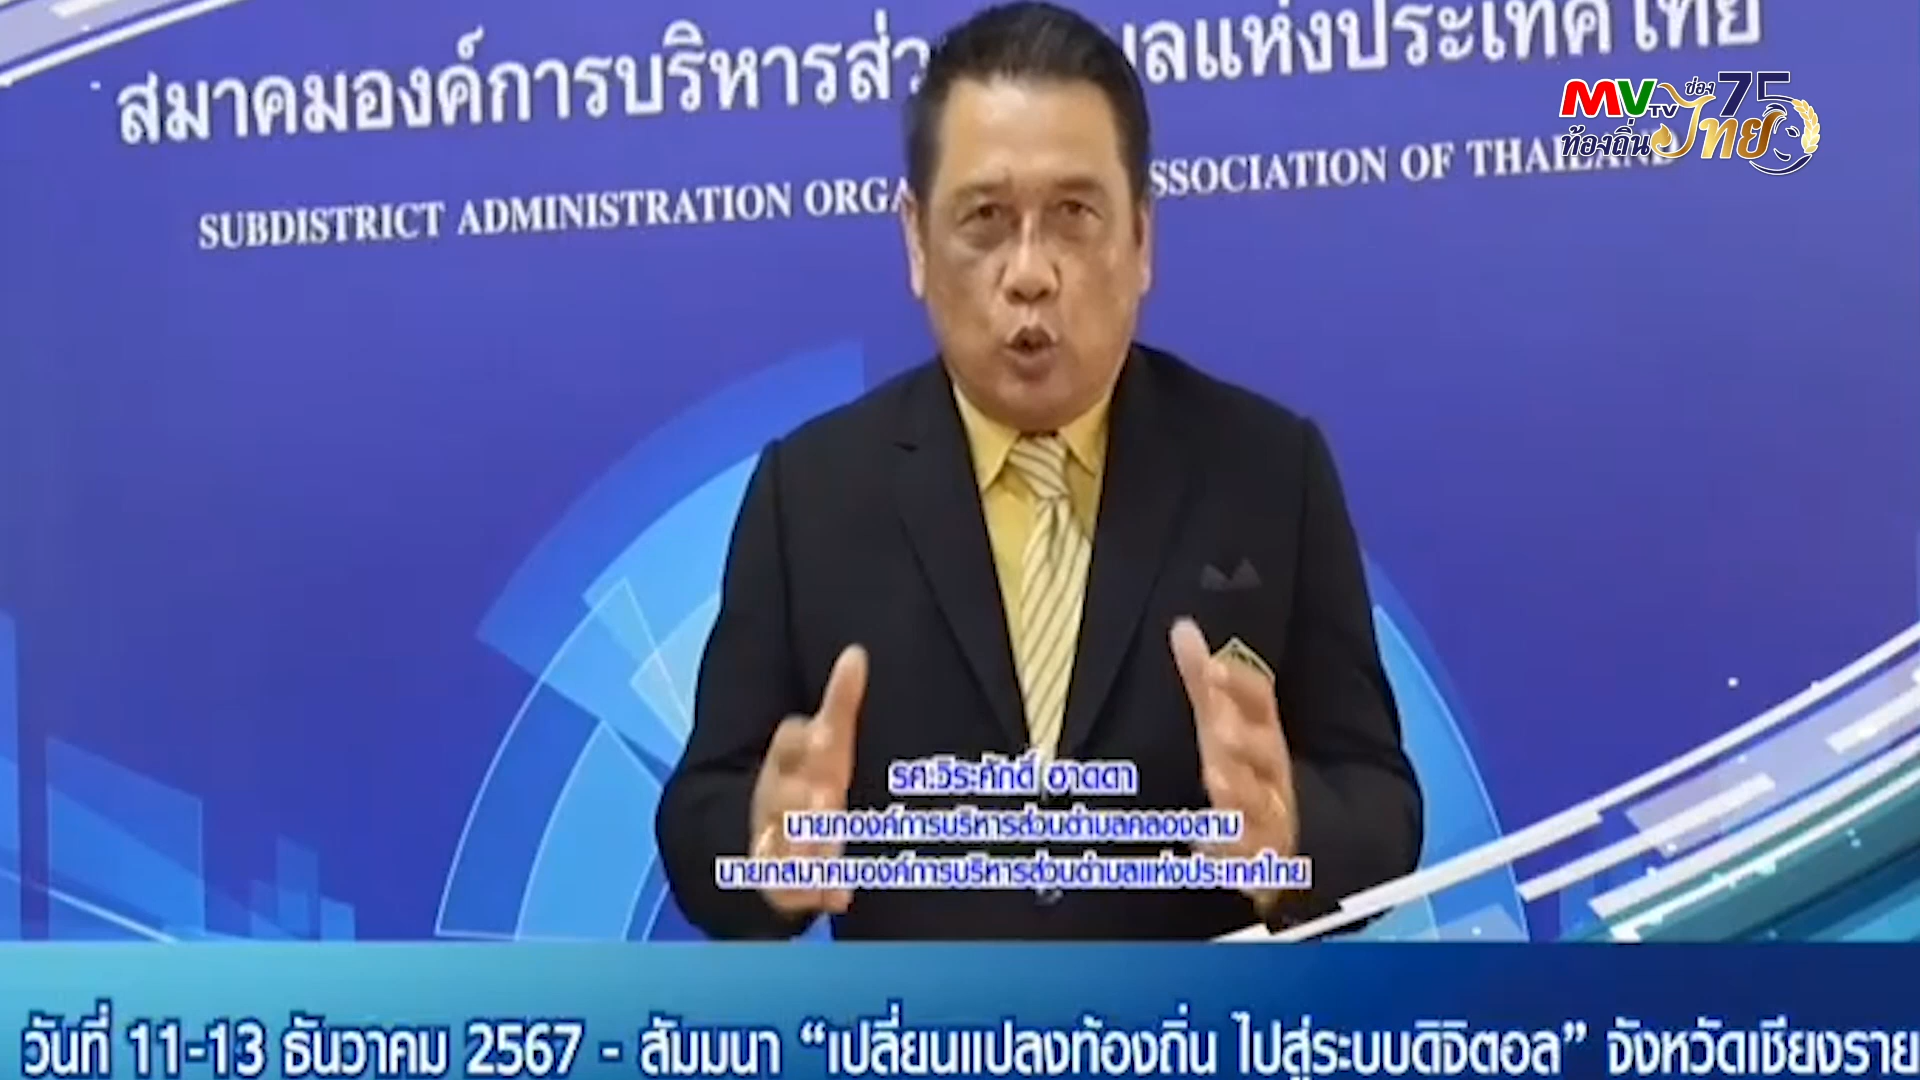 สมาคมองค์การบริหารส่ว บลแห่งประเทศไทย
SUBDISTRICT ADMINISTRATION ORGA SSOCIATION OF THAILAND
MVTV ช่อง 75
ท้องถิ่นไทย
รศ.วิระศักดิ์ ฮาดดา
นายกองค์การบริหารส่วนตำบลคลองสาม
นายกสมาคมองค์การบริหารส่วนตำบลแห่งประเทศไทย
วันที่ 11-13 ธันวาคม 2567 - สัมมนา “เปลี่ยนแปลงท้องถิ่น ไปสู่ระบบดิจิตอล” จังหวัดเชียงราย